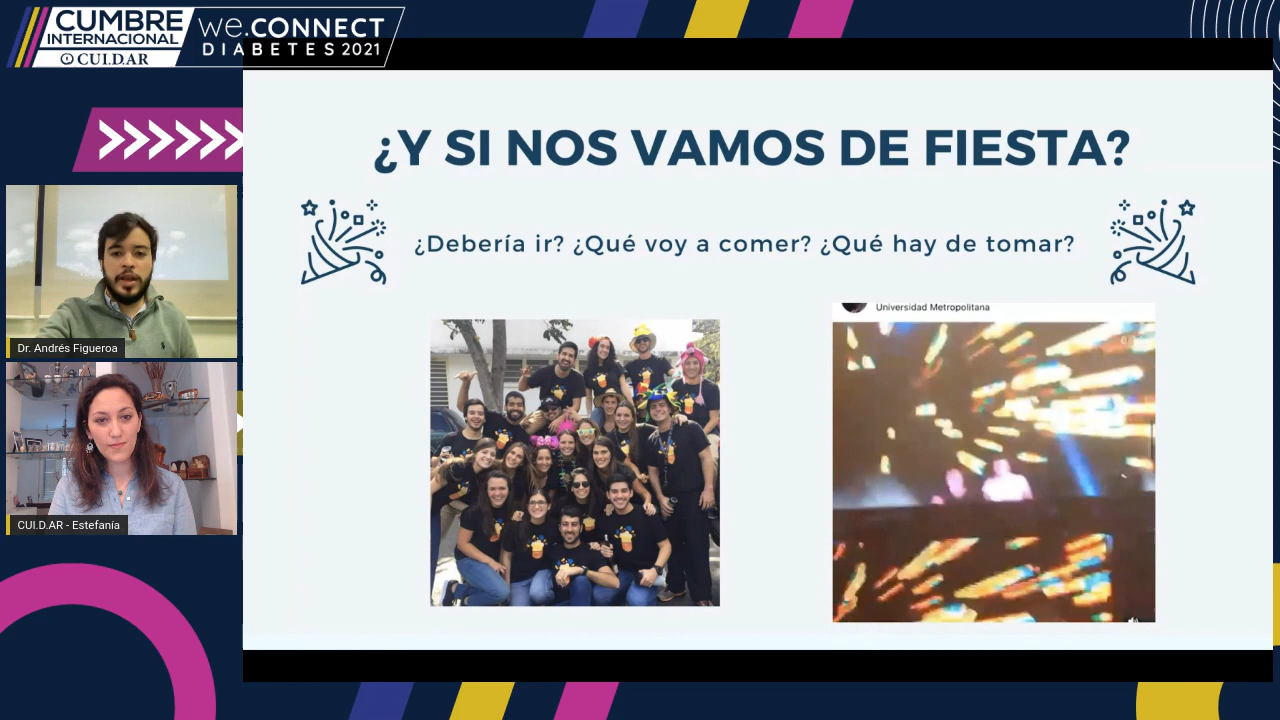 CUMBRE
INTERNACIONAL
CUI.D.AR
we.CONNECT
DIABETES 2021
¿Y SI NOS VAMOS DE FIESTA?
¿Debería ir? ¿Qué voy a comer? ¿Qué hay de tomar?
Universidad Metropolitana
Dr. Andrés Figueroa
CUI.D.AR - Estefanía